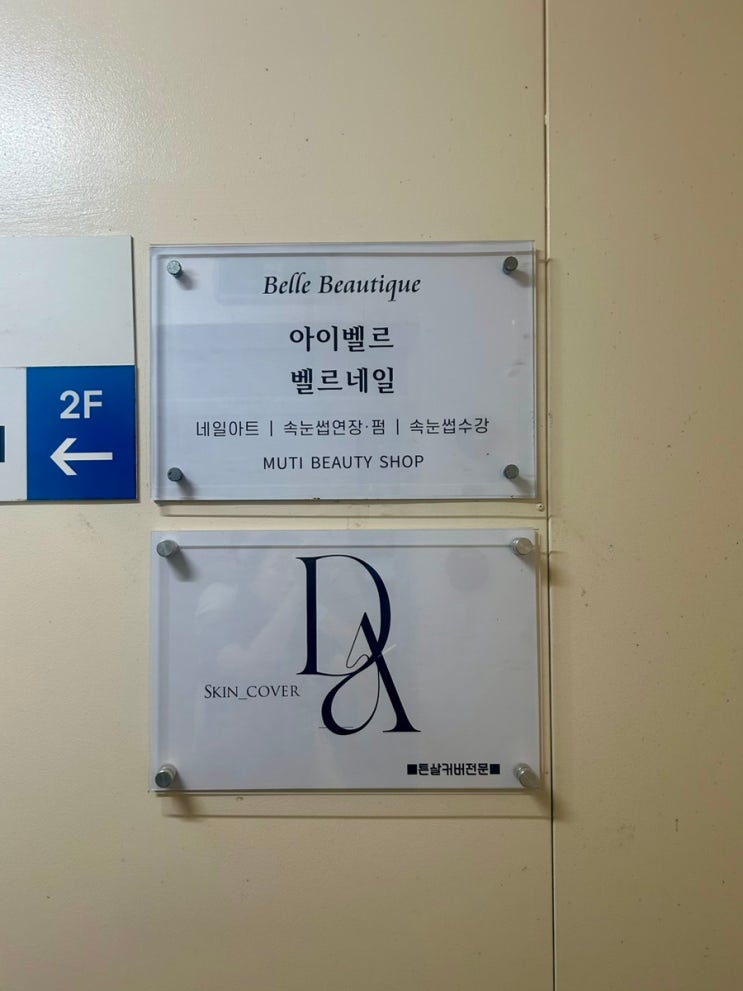 2F
←
Belle Beautique
아이벨르
벨르네일
네일아트 | 속눈썹연장·펌 | 속눈썹수강
MUTI BEAUTY SHOP
DA
SKIN_COVER
■튼살커버전문■